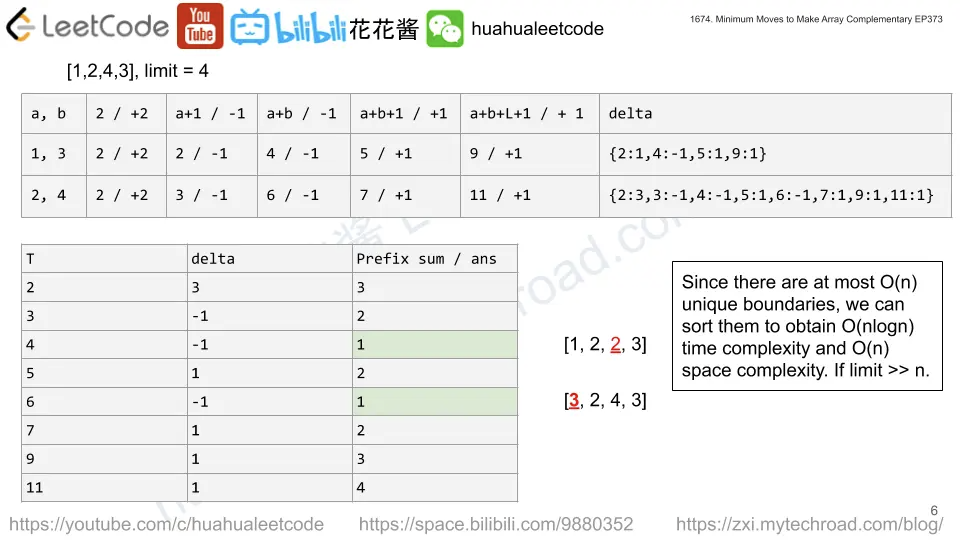 LeetCode You Tube bilibili 花花酱 huahualeetcode
1674. Minimum Moves to Make Array Complementary EP373
[1,2,4,3], limit = 4
a, b 2 / +2 a+1 / -1 a+b / -1 a+b+1 / +1 a+b+L+1 / + 1 delta
1, 3 2 / +2 2 / -1 4 / -1 5 / +1 9 / +1 {2:1,4:-1,5:1,9:1}
2, 4 2 / +2 3 / -1 6 / -1 7 / +1 11 / +1 {2:3,3:-1,4:-1,5:1,6:-1,7:1,9:1,11:1}
T delta Prefix sum / ans
2 3 3
3 -1 2
4 -1 1
5 1 2
6 -1 1
7 1 2
9 1 3
11 1 4
[1, 2, 2, 3]
[3, 2, 4, 3]
Since there are at most O(n)
unique boundaries, we can
sort them to obtain O(nlogn)
time complexity and O(n)
space complexity. If limit >> n.
6
https://youtube.com/c/huahualeetcode https://space.bilibili.com/9880352 https://zxi.mytechroad.com/blog/